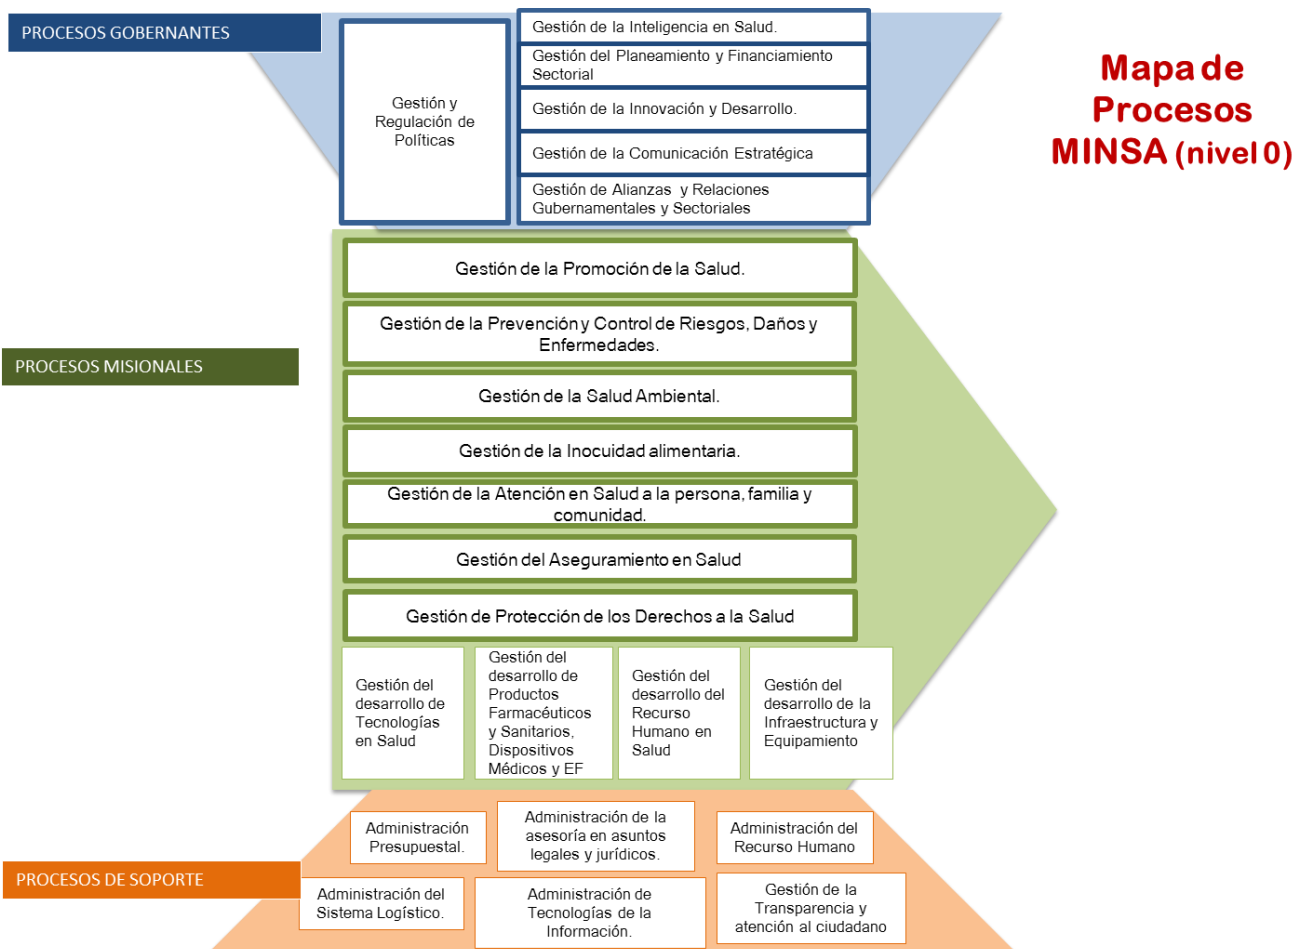 PROCESOS GOBERNANTES
Gestión y
Regulación de
Políticas
Gestión de la Inteligencia en Salud.
Gestión del Planeamiento y Financiamiento
Sectorial
Gestión de la Innovación y Desarrollo.
Gestión de la Comunicación Estratégica
Gestión de Alianzas y Relaciones
Gubernamentales y Sectoriales
Mapa de
Procesos
MINSA (nivel 0)
PROCESOS MISIONALES
Gestión de la Promoción de la Salud.
Gestión de la Prevención y Control de Riesgos, Daños y
Enfermedades.
Gestión de la Salud Ambiental.
Gestión de la Inocuidad alimentaria.
Gestión de la Atención en Salud a la persona, familia y
comunidad.
Gestión del Aseguramiento en Salud
Gestión de Protección de los Derechos a la Salud
Gestión del
desarrollo de
Tecnologías
en Salud
Gestión del
desarrollo de
Productos
Farmacéuticos
y Sanitarios,
Dispositivos
Médicos y EF
Gestión del
desarrollo del
Recurso
Humano en
Salud
Gestión del
desarrollo de la
Infraestructura y
Equipamiento
PROCESOS DE SOPORTE
Administración
Presupuestal.
Administración de la
asesoría en asuntos
legales y jurídicos.
Administración del
Recurso Humano
Administración del
Sistema Logístico.
Administración de
Tecnologías de la
Información.
Gestión de la
Transparencia y
atención al ciudadano